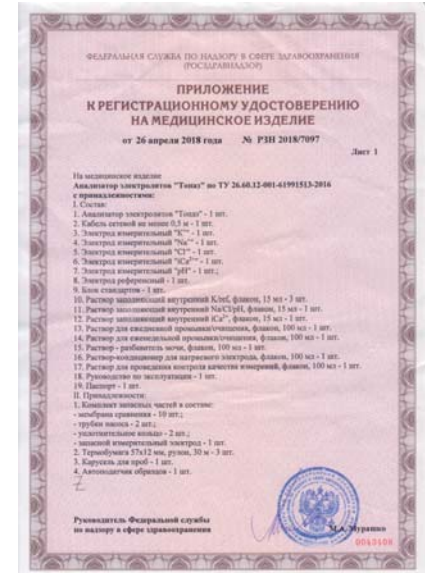 ФЕДЕРАЛЬНАЯ СЛУЖБА ПО НАДЗОРУ В СФЕРЕ ЗДРАВООХРАНЕНИЯ
(РОСЗДРАВНАДЗОР)
ПРИЛОЖЕНИЕ
К РЕГИСТРАЦИОННОМУ УДОСТОВЕРЕНИЮ
НА МЕДИЦИНСКОЕ ИЗДЕЛИЕ
от 26 апреля 2018 года № РЗН 2018/7097
Лист 1
На медицинское изделие
Анализатор электролитов "Топаз" по ТУ 26.60.12-001-61991513-2016
с принадлежностями:
I. Состав:
1. Анализатор электролитов "Топаз" - 1 шт.
2. Кабель сетевой не менее 0,5 м - 1 шт.
3. Электрод измерительный "K⁺" - 1 шт.
4. Электрод измерительный "Na⁺" - 1 шт.
5. Электрод измерительный "Cl⁻" - 1 шт.
6. Электрод измерительный "iCa²⁺" - 1 шт.
7. Электрод измерительный "pH" - 1 шт.;
8. Электрод референсный - 1 шт.
9. Блок стандартов - 1 шт.
10. Раствор заполняющий внутренний K/ref, флакон, 15 мл - 3 шт.
11. Раствор заполняющий внутренний Na/Cl/pH, флакон, 15 мл - 1 шт.
12. Раствор заполняющий внутренний iCa²⁺, флакон, 15 мл - 1 шт.
13. Раствор для ежедневной промывки/очищения, флакон, 100 мл - 1 шт.
14. Раствор для еженедельной промывки/очищения, флакон, 100 мл - 1 шт.
15. Раствор - разбавитель мочи, флакон, 100 мл - 1 шт.
16. Раствор-кондиционер для натриевого электрода, флакон, 100 мл - 1 шт.
17. Раствор для проведения контроля качества измерений, флакон, 100 мл - 1 шт.
18. Руководство по эксплуатации - 1 шт.
19. Паспорт - 1 шт.
II. Принадлежности:
1. Комплект запасных частей в составе:
- мембрана сравнения - 10 шт.;
- трубки насоса - 2 шт.;
- уплотнительное кольцо - 2 шт.;
- запасной измерительный электрод - 1 шт.
2. Термобумага 57х12 мм, рулон, 30 м - 3 шт.
3. Карусель для проб - 1 шт.
4. Автоподатчик образцов - 1 шт.
Руководитель Федеральной службы
по надзору в сфере здравоохранения
М.А. Мурашко